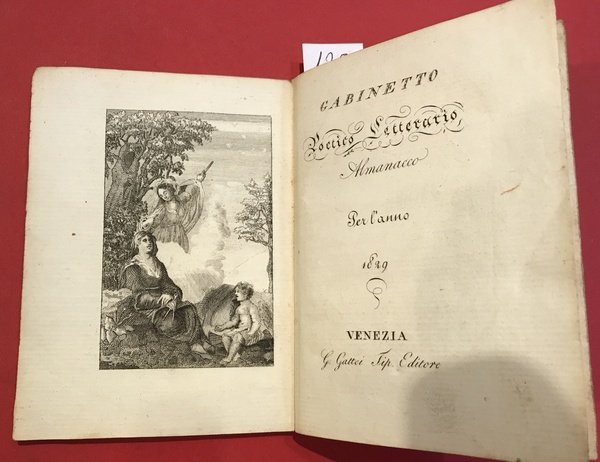 GABINETTO
Poetico Letterario
Almanacco
Per l'anno
1829
VENEZIA
G. Gattei Tip. Editore